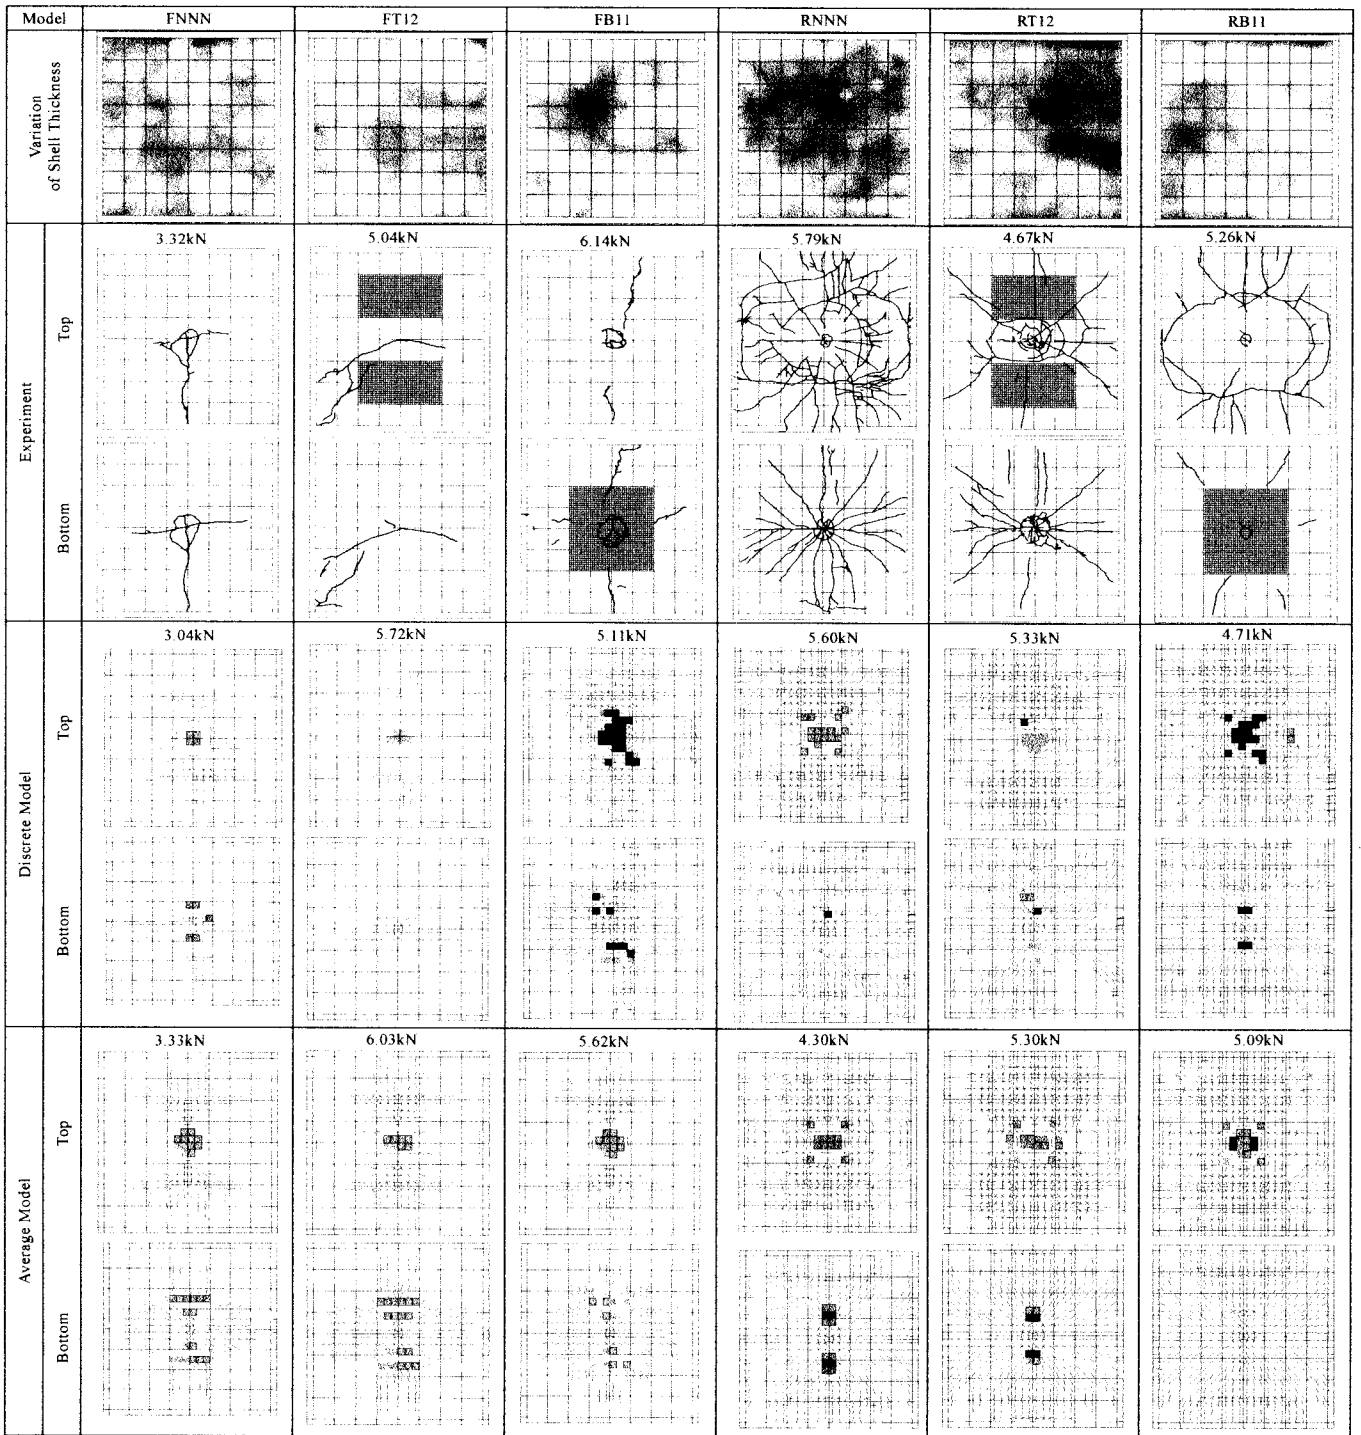 Model FNNN FT12 FB11 RNNN RT12 RB11
Variation
of Shell Thickness
Experiment
3.32kN 5.04kN 6.14kN 5.79kN 4.67kN 5.26kN
Top
Bottom
Discrete Model
3.04kN 5.72kN 5.11kN 5.60kN 5.33kN 4.71kN
Top
Bottom
Average Model
3.33kN 6.03kN 5.62kN 4.30kN 5.30kN 5.09kN
Top
Bottom